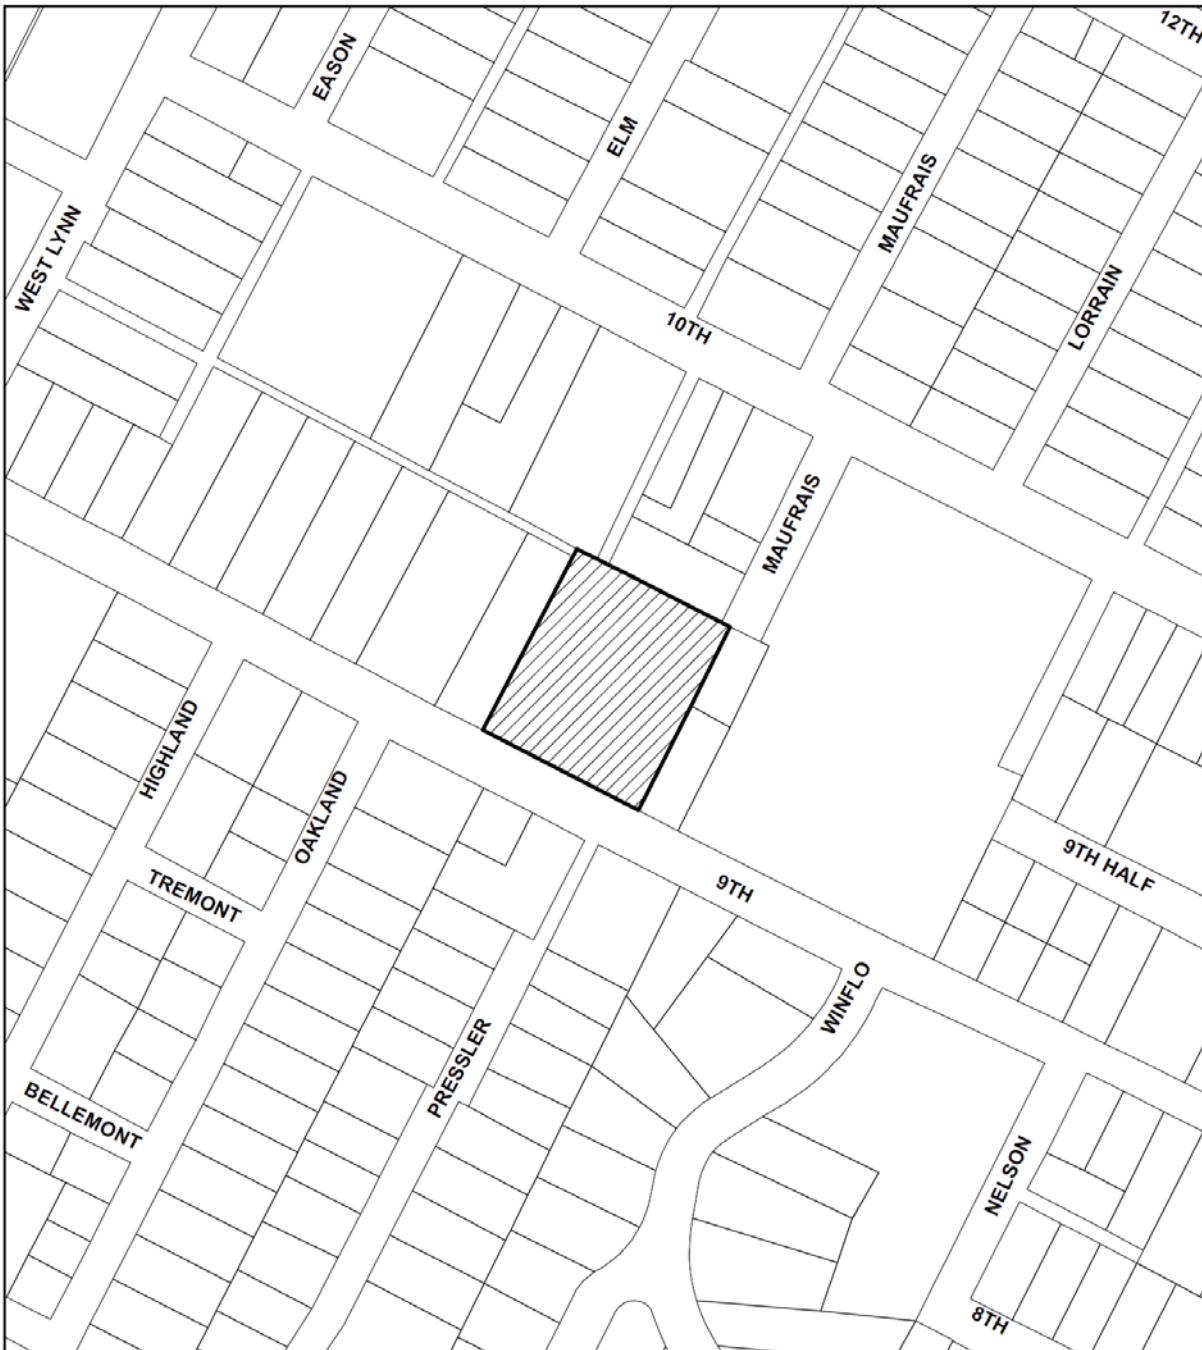 12TH
EASON
ELM
MAUFRAIS
WEST LYNN
LORRAIN
10TH
MAUFRAIS
HIGHLAND
OAKLAND
9TH HALF
TREMONT
9TH
WINFLO
PRESSLER
BELLEMONT
NELSON
8TH